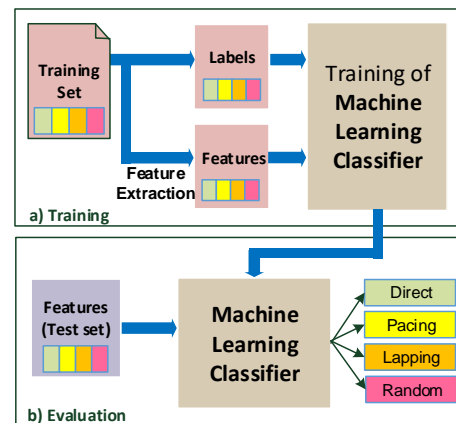 Training
Set
Labels
Features
Feature
Extraction
Training of
Machine
Learning
Classifier
a) Training
Features
(Test set)
Machine
Learning
Classifier
Direct
Pacing
Lapping
Random
b) Evaluation